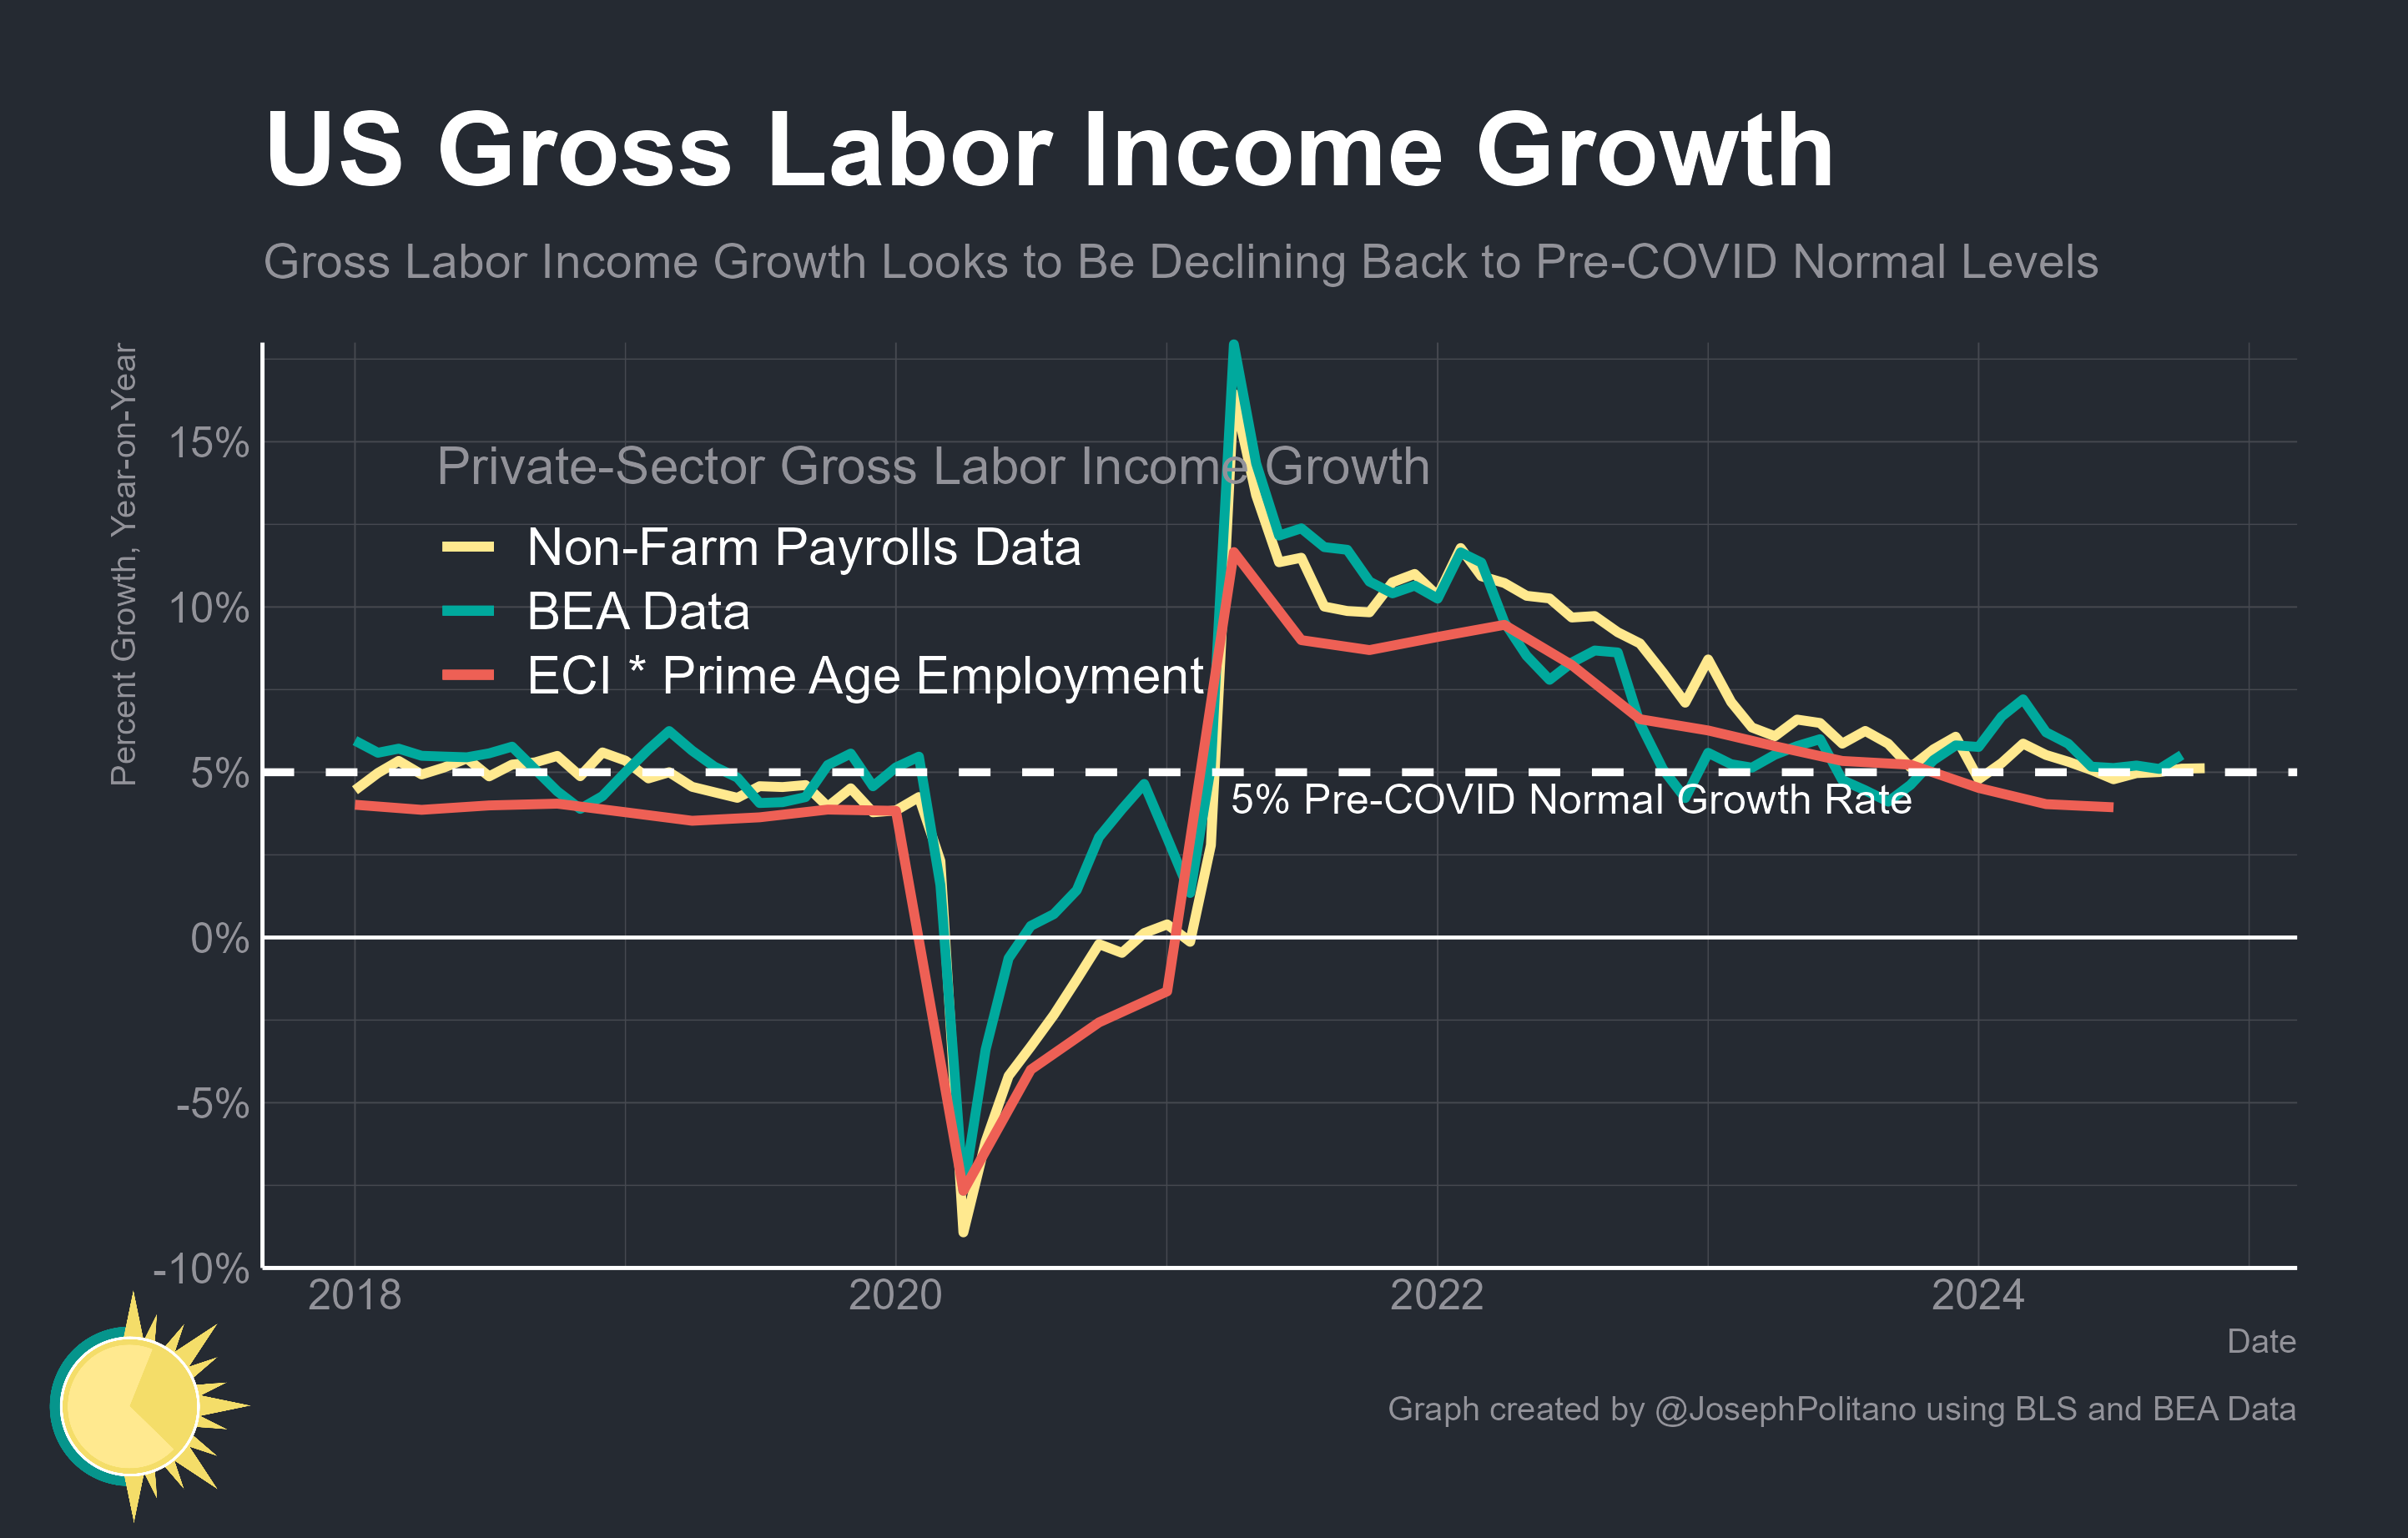 US Gross Labor Income Growth
Gross Labor Income Growth Looks to Be Declining Back to Pre-COVID Normal Levels
Percent Growth, Year-on-Year
15%
10%
5%
0%
-5%
-10%
Private-Sector Gross Labor Income Growth
Non-Farm Payrolls Data
BEA Data
ECI * Prime Age Employment
5% Pre-COVID Normal Growth Rate
2018
2020
2022
2024
Date
Graph created by @JosephPolitano using BLS and BEA Data